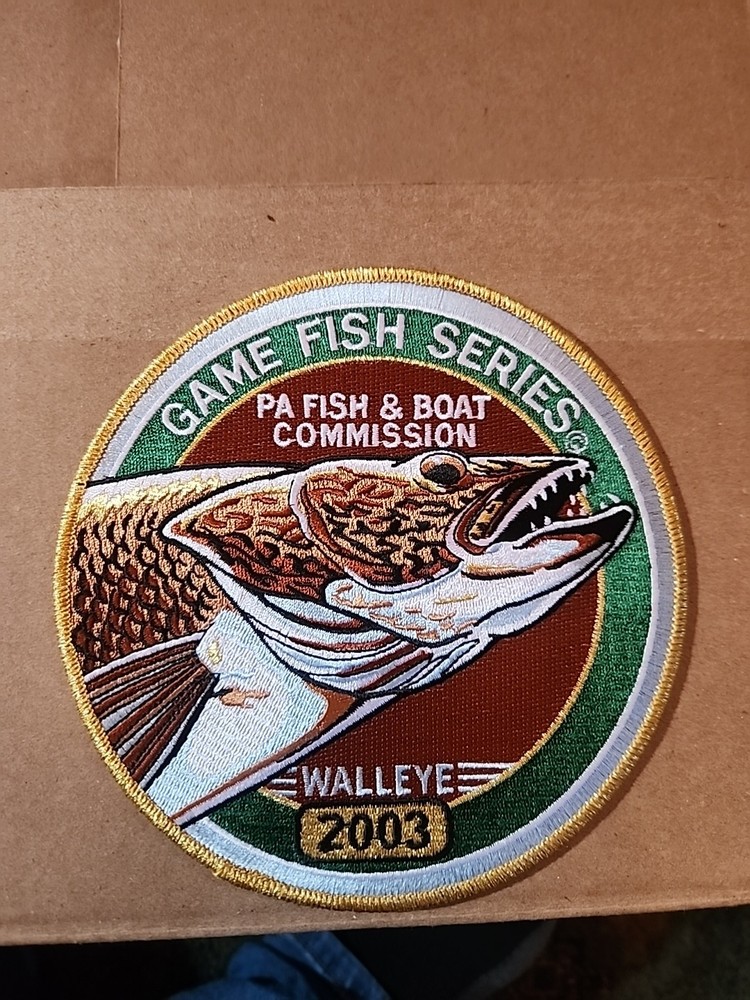 GAME FISH SERIES©
PA FISH & BOAT
COMMISSION
WALLEYE
2003